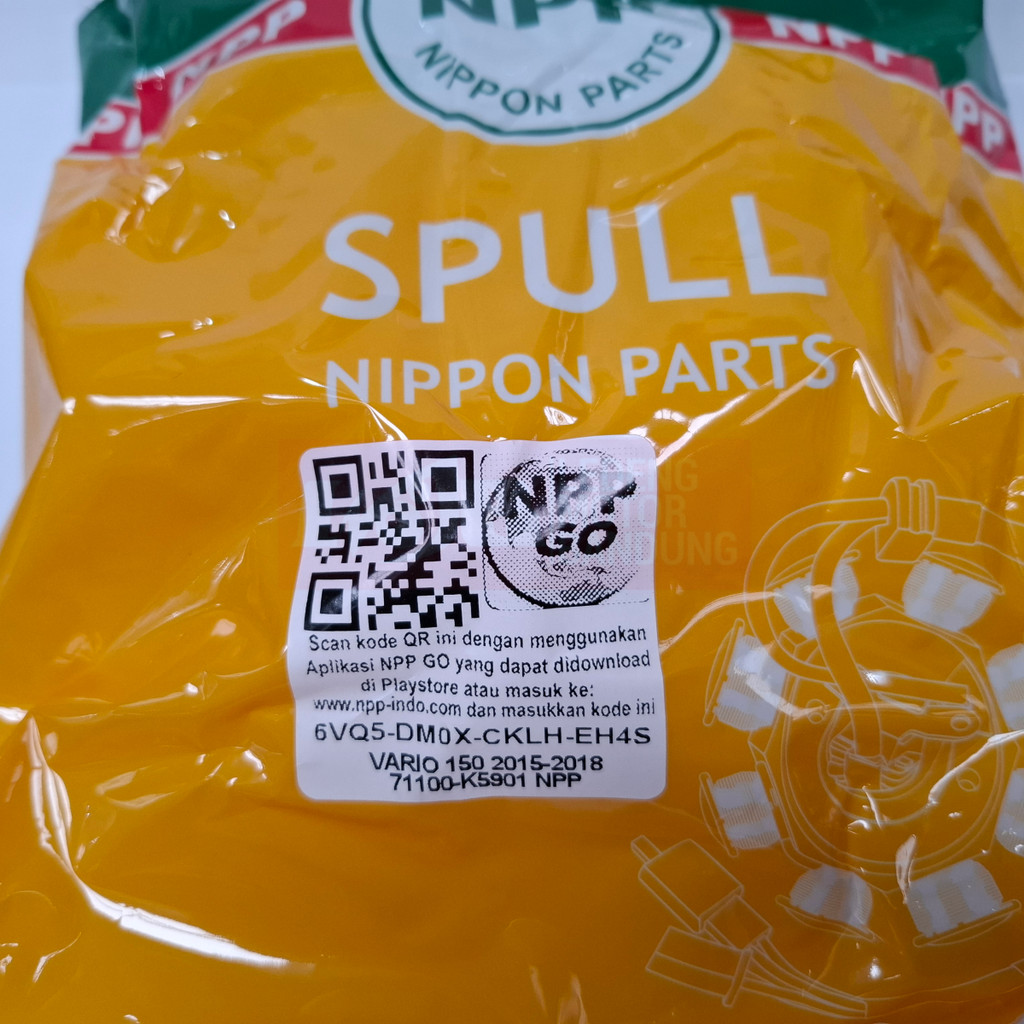 NPP
NPP
NPP
NIPPON PARTS
NPP
PP
SPULL
NIPPON PARTS
NPP
GO
Scan kode QR ini dengan menggunakan
Aplikasi NPP GO yang dapat didownload
di Playstore atau masuk ke:
www.npp-indo.com dan masukkan kode ini
6VQ5-DM0X-CKLH-EH4S
VARIO 150 2015-2018
71100-K5901 NPP